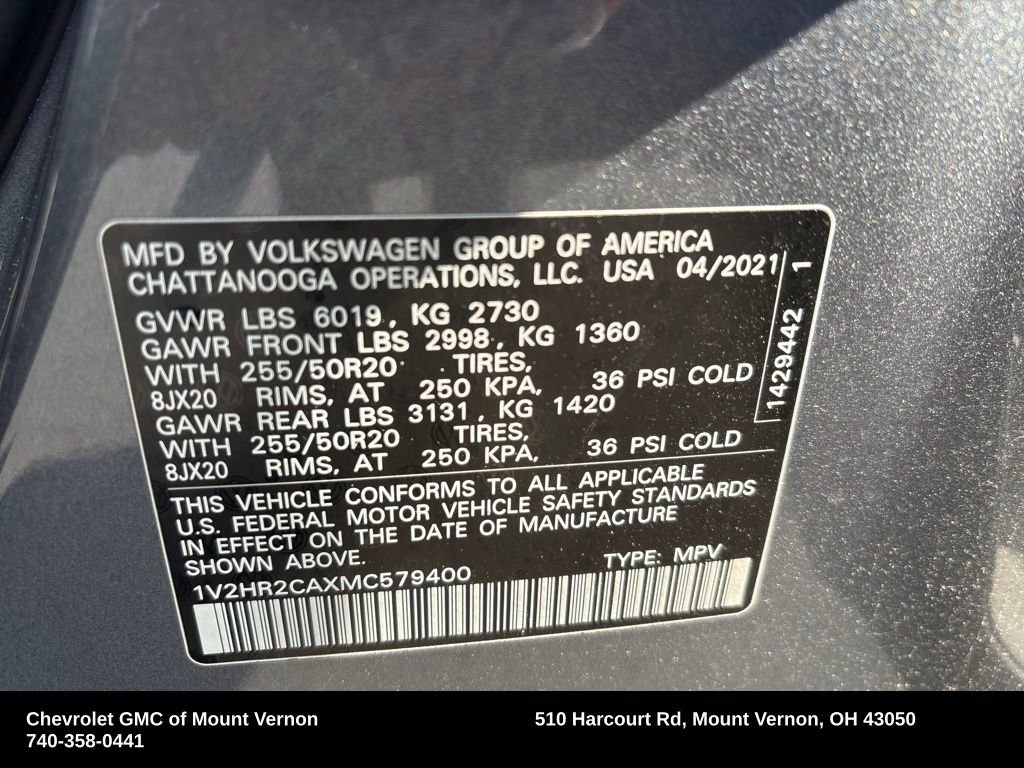 MFD BY VOLKSWAGEN GROUP OF AMERICA
CHATTANOOGA OPERATIONS, LLC. USA 04/2021
GVWR LBS 6019, KG 2730
GAWR FRONT LBS 2998, KG 1360
WITH 255/50R20 TIRES,
8JX20 RIMS, AT 250 KPA, 36 PSI COLD
GAWR REAR LBS 3131, KG 1420
WITH 255/50R20 TIRES,
8JX20 RIMS, AT 250 KPA, 36 PSI COLD
1429442 1
THIS VEHICLE CONFORMS TO ALL APPLICABLE
U.S. FEDERAL MOTOR VEHICLE SAFETY STANDARDS
IN EFFECT ON THE DATE OF MANUFACTURE
SHOWN ABOVE.
1V2HR2CAXMC579400 TYPE: MPV
Chevrolet GMC of Mount Vernon
740-358-0441
510 Harcourt Rd, Mount Vernon, OH 43050